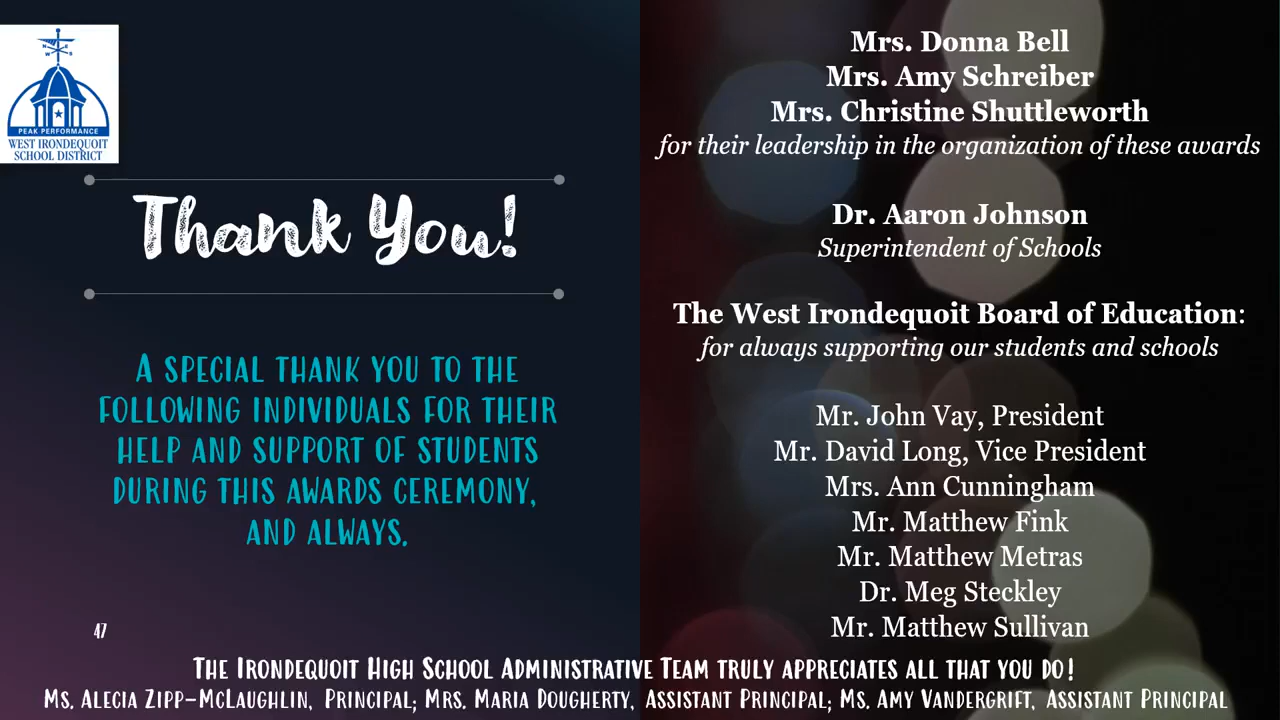 N
W E
S
PEAK PERFORMANCE
WEST IRONDEQUOIT
SCHOOL DISTRICT
Thank You!
A SPECIAL THANK YOU TO THE
FOLLOWING INDIVIDUALS FOR THEIR
HELP AND SUPPORT OF STUDENTS
DURING THIS AWARDS CEREMONY,
AND ALWAYS.
47
Mrs. Donna Bell
Mrs. Amy Schreiber
Mrs. Christine Shuttleworth
for their leadership in the organization of these awards
Dr. Aaron Johnson
Superintendent of Schools
The West Irondequoit Board of Education:
for always supporting our students and schools
Mr. John Vay, President
Mr. David Long, Vice President
Mrs. Ann Cunningham
Mr. Matthew Fink
Mr. Matthew Metras
Dr. Meg Steckley
Mr. Matthew Sullivan
THE IRONDEQUOIT HIGH SCHOOL ADMINISTRATIVE TEAM TRULY APPRECIATES ALL THAT YOU DO!
MS. ALECIA ZIPP-MCLAUGHLIN, PRINCIPAL; MRS. MARIA DOUGHERTY, ASSISTANT PRINCIPAL; MS. AMY VANDERGRIFT, ASSISTANT PRINCIPAL